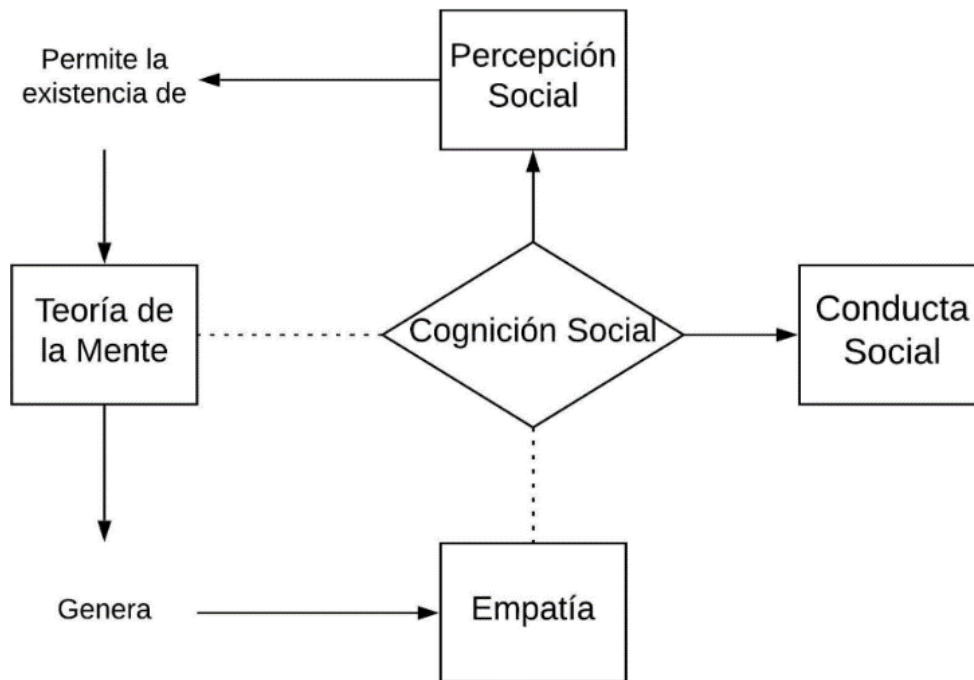 Permite la
existencia de
Percepción
Social
Teoría de
la Mente
Cognición Social
Conducta
Social
Genera
Empatía